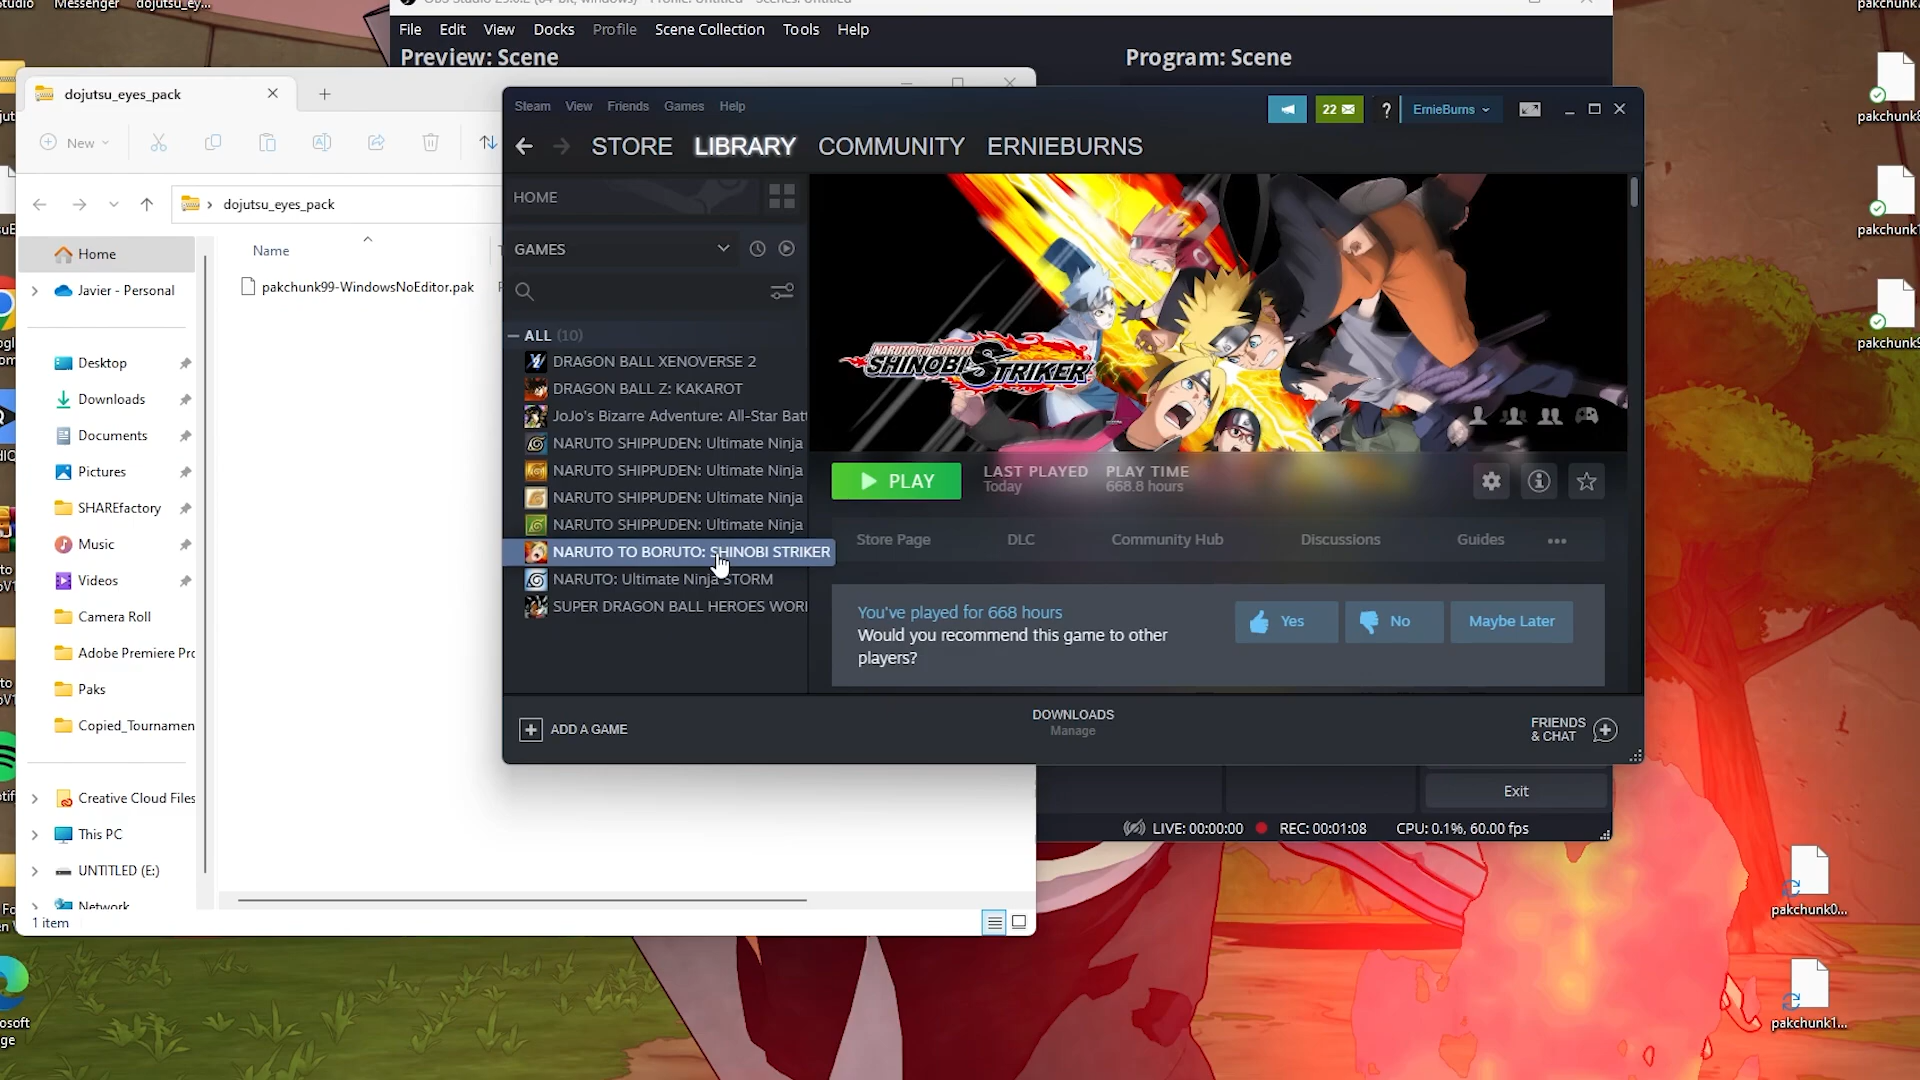 Messenger
dojutsu_ey...
File Edit View Docks Profile Scene Collection Tools Help
Preview: Scene
Program: Scene
dojutsu_eyes_pack
New
dojutsu_eyes_pack
Home
Javier - Personal
Desktop
Downloads
Documents
Pictures
SHAREfactory
Music
Videos
Camera Roll
Adobe Premiere Pro
Paks
Copied_Tournamen
Creative Cloud Files
This PC
UNTITLED (E:)
Network
1 item
Name
pakchunk99-WindowsNoEditor.pak
Steam View Friends Games Help
22
?
ErnieBurns
STORE LIBRARY COMMUNITY ERNIEBURNS
HOME
GAMES
ALL (10)
DRAGON BALL XENOVERSE 2
DRAGON BALL Z: KAKAROT
JoJo's Bizarre Adventure: All-Star Batt
NARUTO SHIPPUDEN: Ultimate Ninja
NARUTO SHIPPUDEN: Ultimate Ninja
NARUTO SHIPPUDEN: Ultimate Ninja
NARUTO SHIPPUDEN: Ultimate Ninja
NARUTO TO BORUTO: SHINOBI STRIKER
NARUTO: Ultimate Ninja STORM
SUPER DRAGON BALL HEROES WORL
NARUTO TO BORUTO
SHINOBI STRIKER
PLAY
LAST PLAYED
Today
PLAY TIME
668.8 hours
Store Page DLC Community Hub Discussions Guides
You've played for 668 hours
Would you recommend this game to other
players?
Yes
No
Maybe Later
ADD A GAME
DOWNLOADS
Manage
FRIENDS
& CHAT
Exit
LIVE: 00:00:00 REC: 00:01:08 CPU: 0.1%, 60.00 fps
pakchunk0...
pakchunk1...